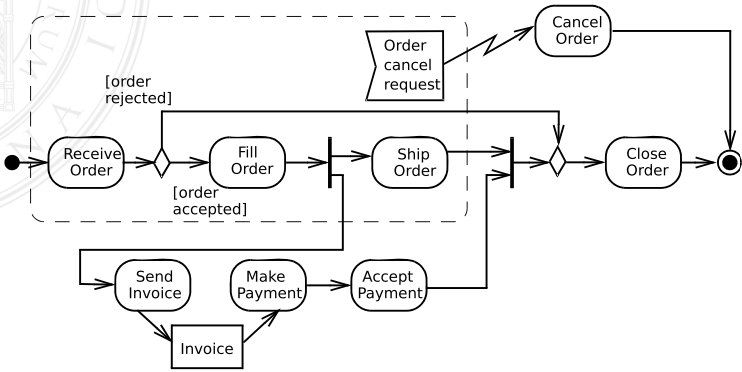 Cancel
Order
Order
cancel
request
[order
rejected]
Receive
Order
Fill
Order
Ship
Order
Close
Order
[order
accepted]
Send
Invoice
Make
Payment
Accept
Payment
Invoice